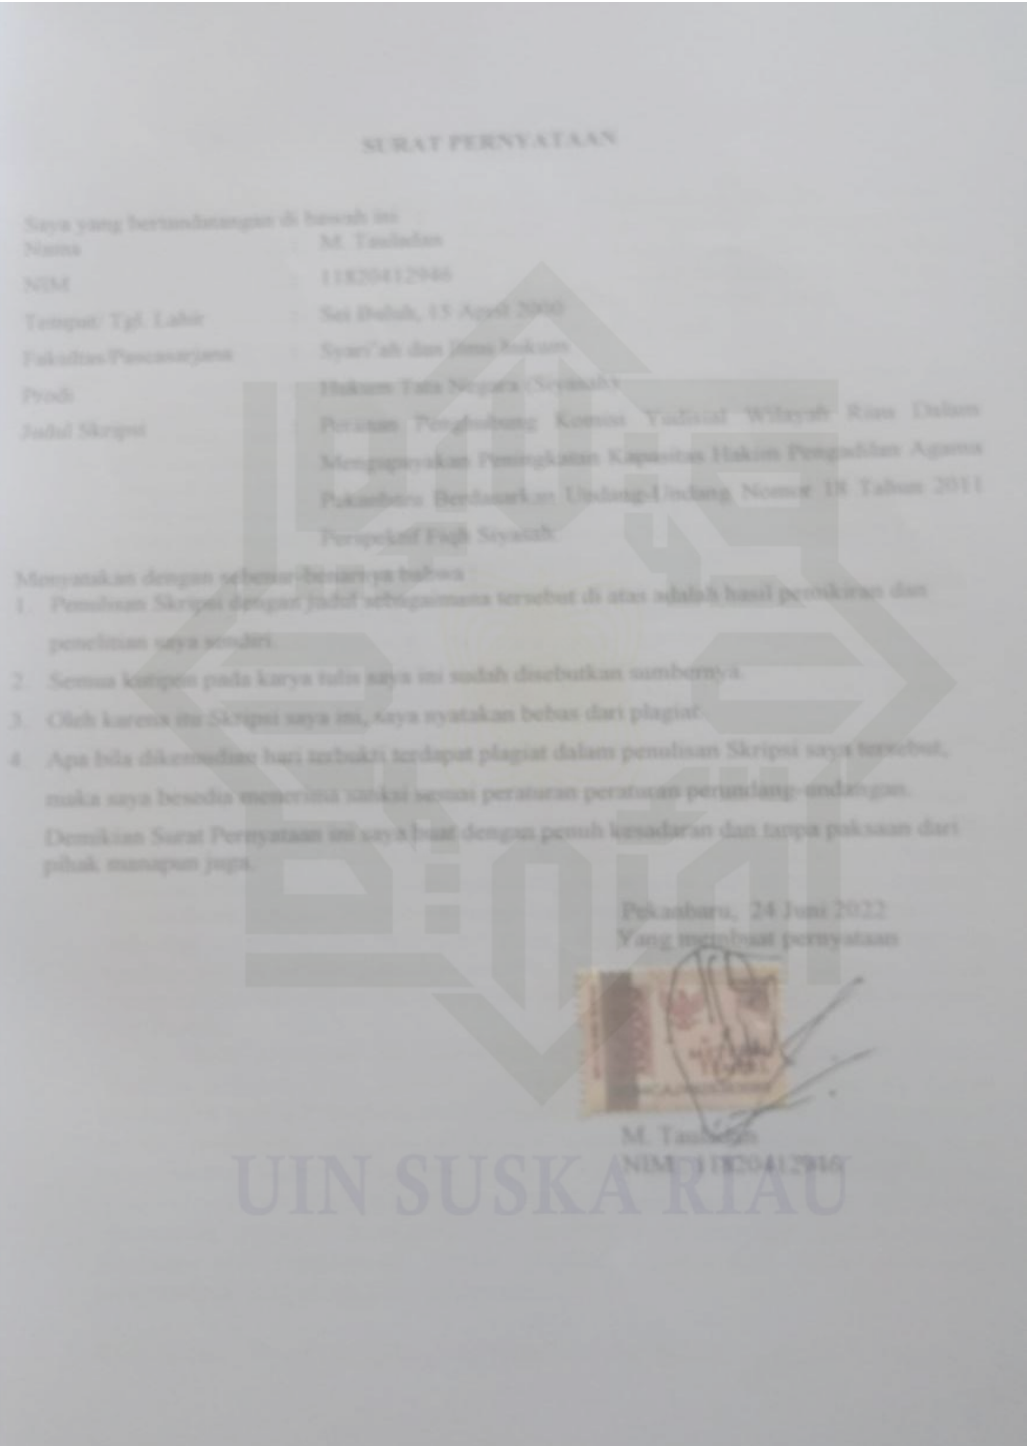 SURAT PERNYATAAN
Saya yang bertandatangan di bawah ini :
Nama : M. Tauladan
NIM : 11820412946
Tempat/ Tgl. Lahir : Sei Buluh, 15 2000
Fakultas/Pascasarjana : Syari'ah dan Ilmu hukum
Prodi : Hukum Tata Negara (Siyasah)
Judul Skripsi : Peranan Penghubung Komisi Yudisial Wilayah Riau Dalam
Mengupayakan Peningkatan Kapasitas Hakim Pengadilan Agama
Pekanbaru Berdasarkan Undang-Undang Nomor 18 Tahun 2011
Perspektif Fiqh Siyasah.
Menyatakan dengan sebenar-benarnya bahwa :
1. Penulisan Skripsi dengan judul sebagaimana tersebut di atas adalah hasil pemikiran dan
penelitian saya sendiri.
2. Semua kutipan pada karya tulis saya ini sudah disebutkan sumbernya.
3. Oleh karena itu Skripsi saya ini, saya nyatakan bebas dari plagiat.
4. Apa bila dikemudian hari terbukti terdapat plagiat dalam penulisan Skripsi saya tersebut,
maka saya besedia menerima sanksi sesuai peraturan peraturan perundang-undangan.
Demikian Surat Pernyataan ini saya buat dengan penuh kesadaran dan tanpa paksaan dari
pihak manapun juga.
Pekanbaru, 24 Juni 2022
Yang membuat pernyataan
METERAI
TEMPEL
M. Tauladan
NIM : 11820412946
UIN SUSKA RIAU